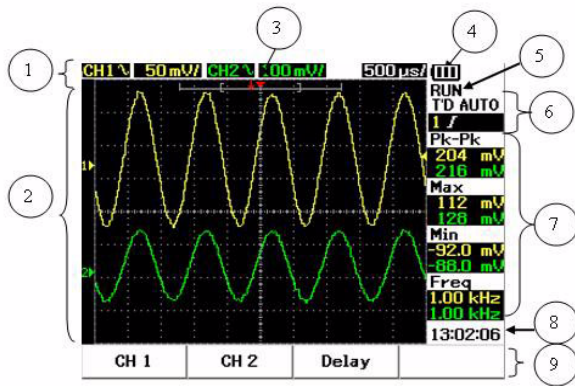 3
4
5
1
CH1 50mV/ CH2 100mV/ 500µs/
RUN
T'D AUTO
6
1
Pk-Pk
204 mV
216 mV
2
1
Max
112 mV
128 mV
7
Min
-92.0 mV
-88.0 mV
2
Freq
1.00 kHz
1.00 kHz
13:02:06
8
CH 1 CH 2 Delay
9